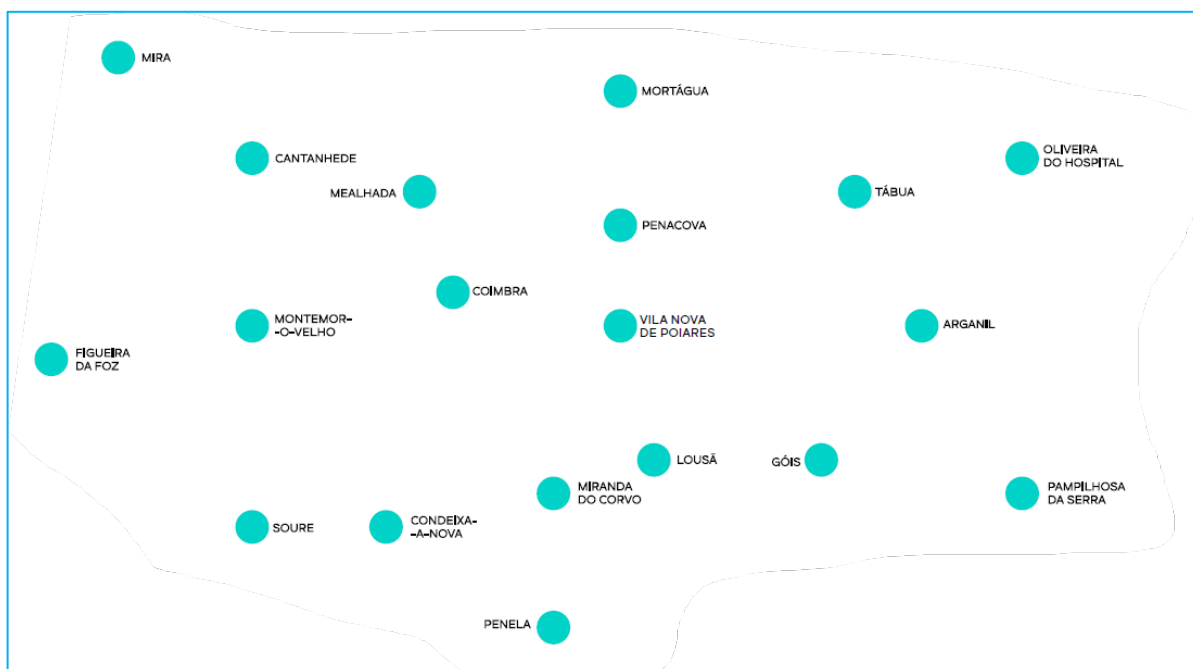 MIRA
MORTÁGUA
CANTANHEDE
OLIVEIRA
DO HOSPITAL
MEALHADA
TÁBUA
PENACOVA
COIMBRA
MONTEMOR-
-O-VELHO
VILA NOVA
DE POIARES
ARGANIL
FIGUEIRA
DA FOZ
LOUSÃ
GÓIS
MIRANDA
DO CORVO
PAMPILHOSA
DA SERRA
SOURE
CONDEIXA-
-A-NOVA
PENELA